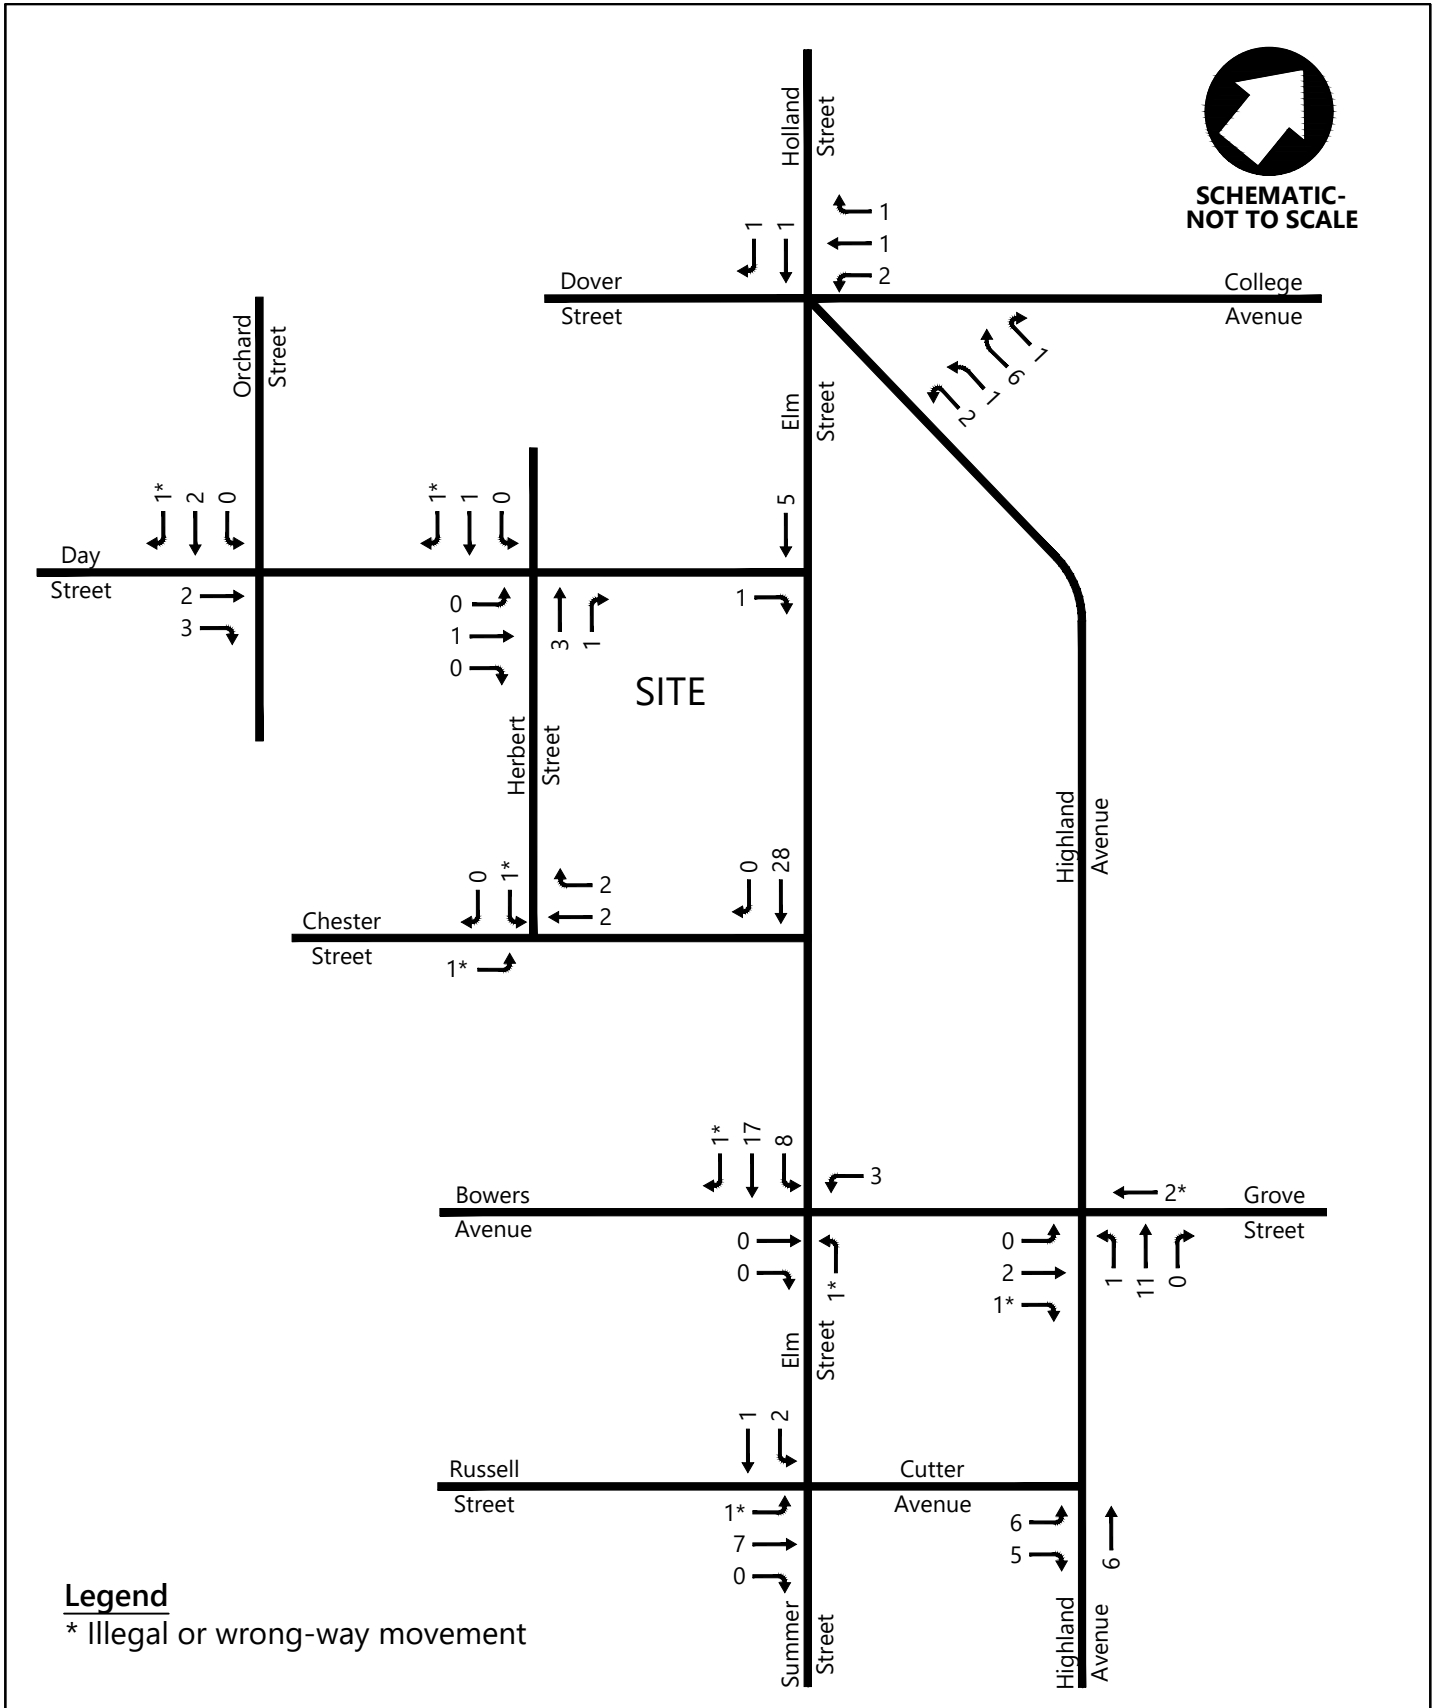 Holland
Street
SCHEMATIC-
NOT TO SCALE
1
1
1
1
2
Dover
Street
College
Avenue
1
6
1
2
Orchard
Street
Elm
Street
1*
2
0
1*
1
0
5
Day
Street
2
3
0
1
0
3
1
1
SITE
Herbert
Street
Highland
Avenue
0
1*
2
2
0
28
Chester
Street
1*
1*
17
8
3
2*
Bowers
Avenue
Grove
Street
0
0
1*
0
2
1*
1
11
0
Elm
Street
1
2
Russell
Street
Cutter
Avenue
1*
7
0
6
5
6
Legend
* Illegal or wrong-way movement
Summer
Street
Highland
Avenue